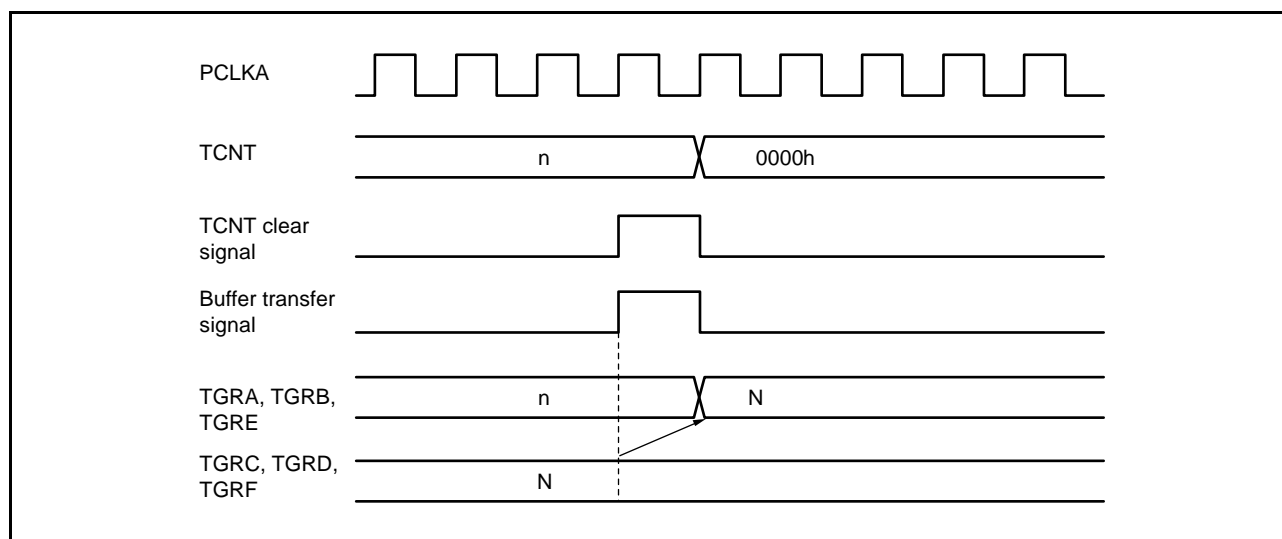 PCLKA
TCNT
n
0000h
TCNT clear
signal
Buffer transfer
signal
TGRA, TGRB,
TGRE
n
N
TGRC, TGRD,
TGRF
N